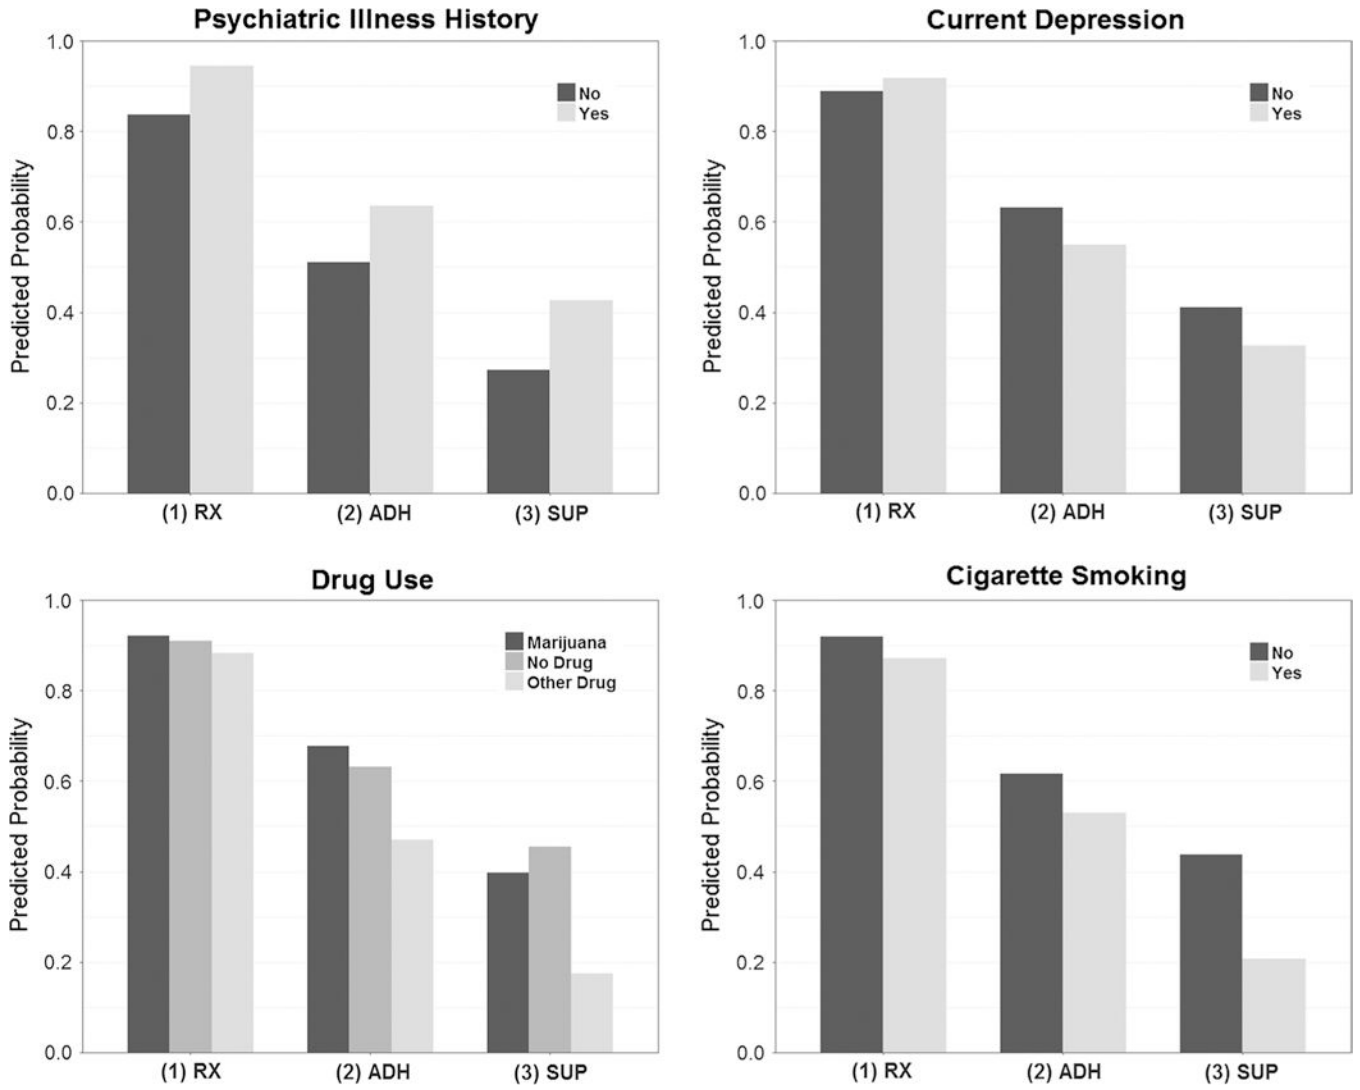 Psychiatric Illness History
1.0
0.8
0.6
0.4
0.2
0.0
Predicted Probability
No
Yes
(1) RX
(2) ADH
(3) SUP
Current Depression
1.0
0.8
0.6
0.4
0.2
0.0
Predicted Probability
No
Yes
(1) RX
(2) ADH
(3) SUP
Drug Use
1.0
0.8
0.6
0.4
0.2
0.0
Predicted Probability
Marijuana
No Drug
Other Drug
(1) RX
(2) ADH
(3) SUP
Cigarette Smoking
1.0
0.8
0.6
0.4
0.2
0.0
Predicted Probability
No
Yes
(1) RX
(2) ADH
(3) SUP